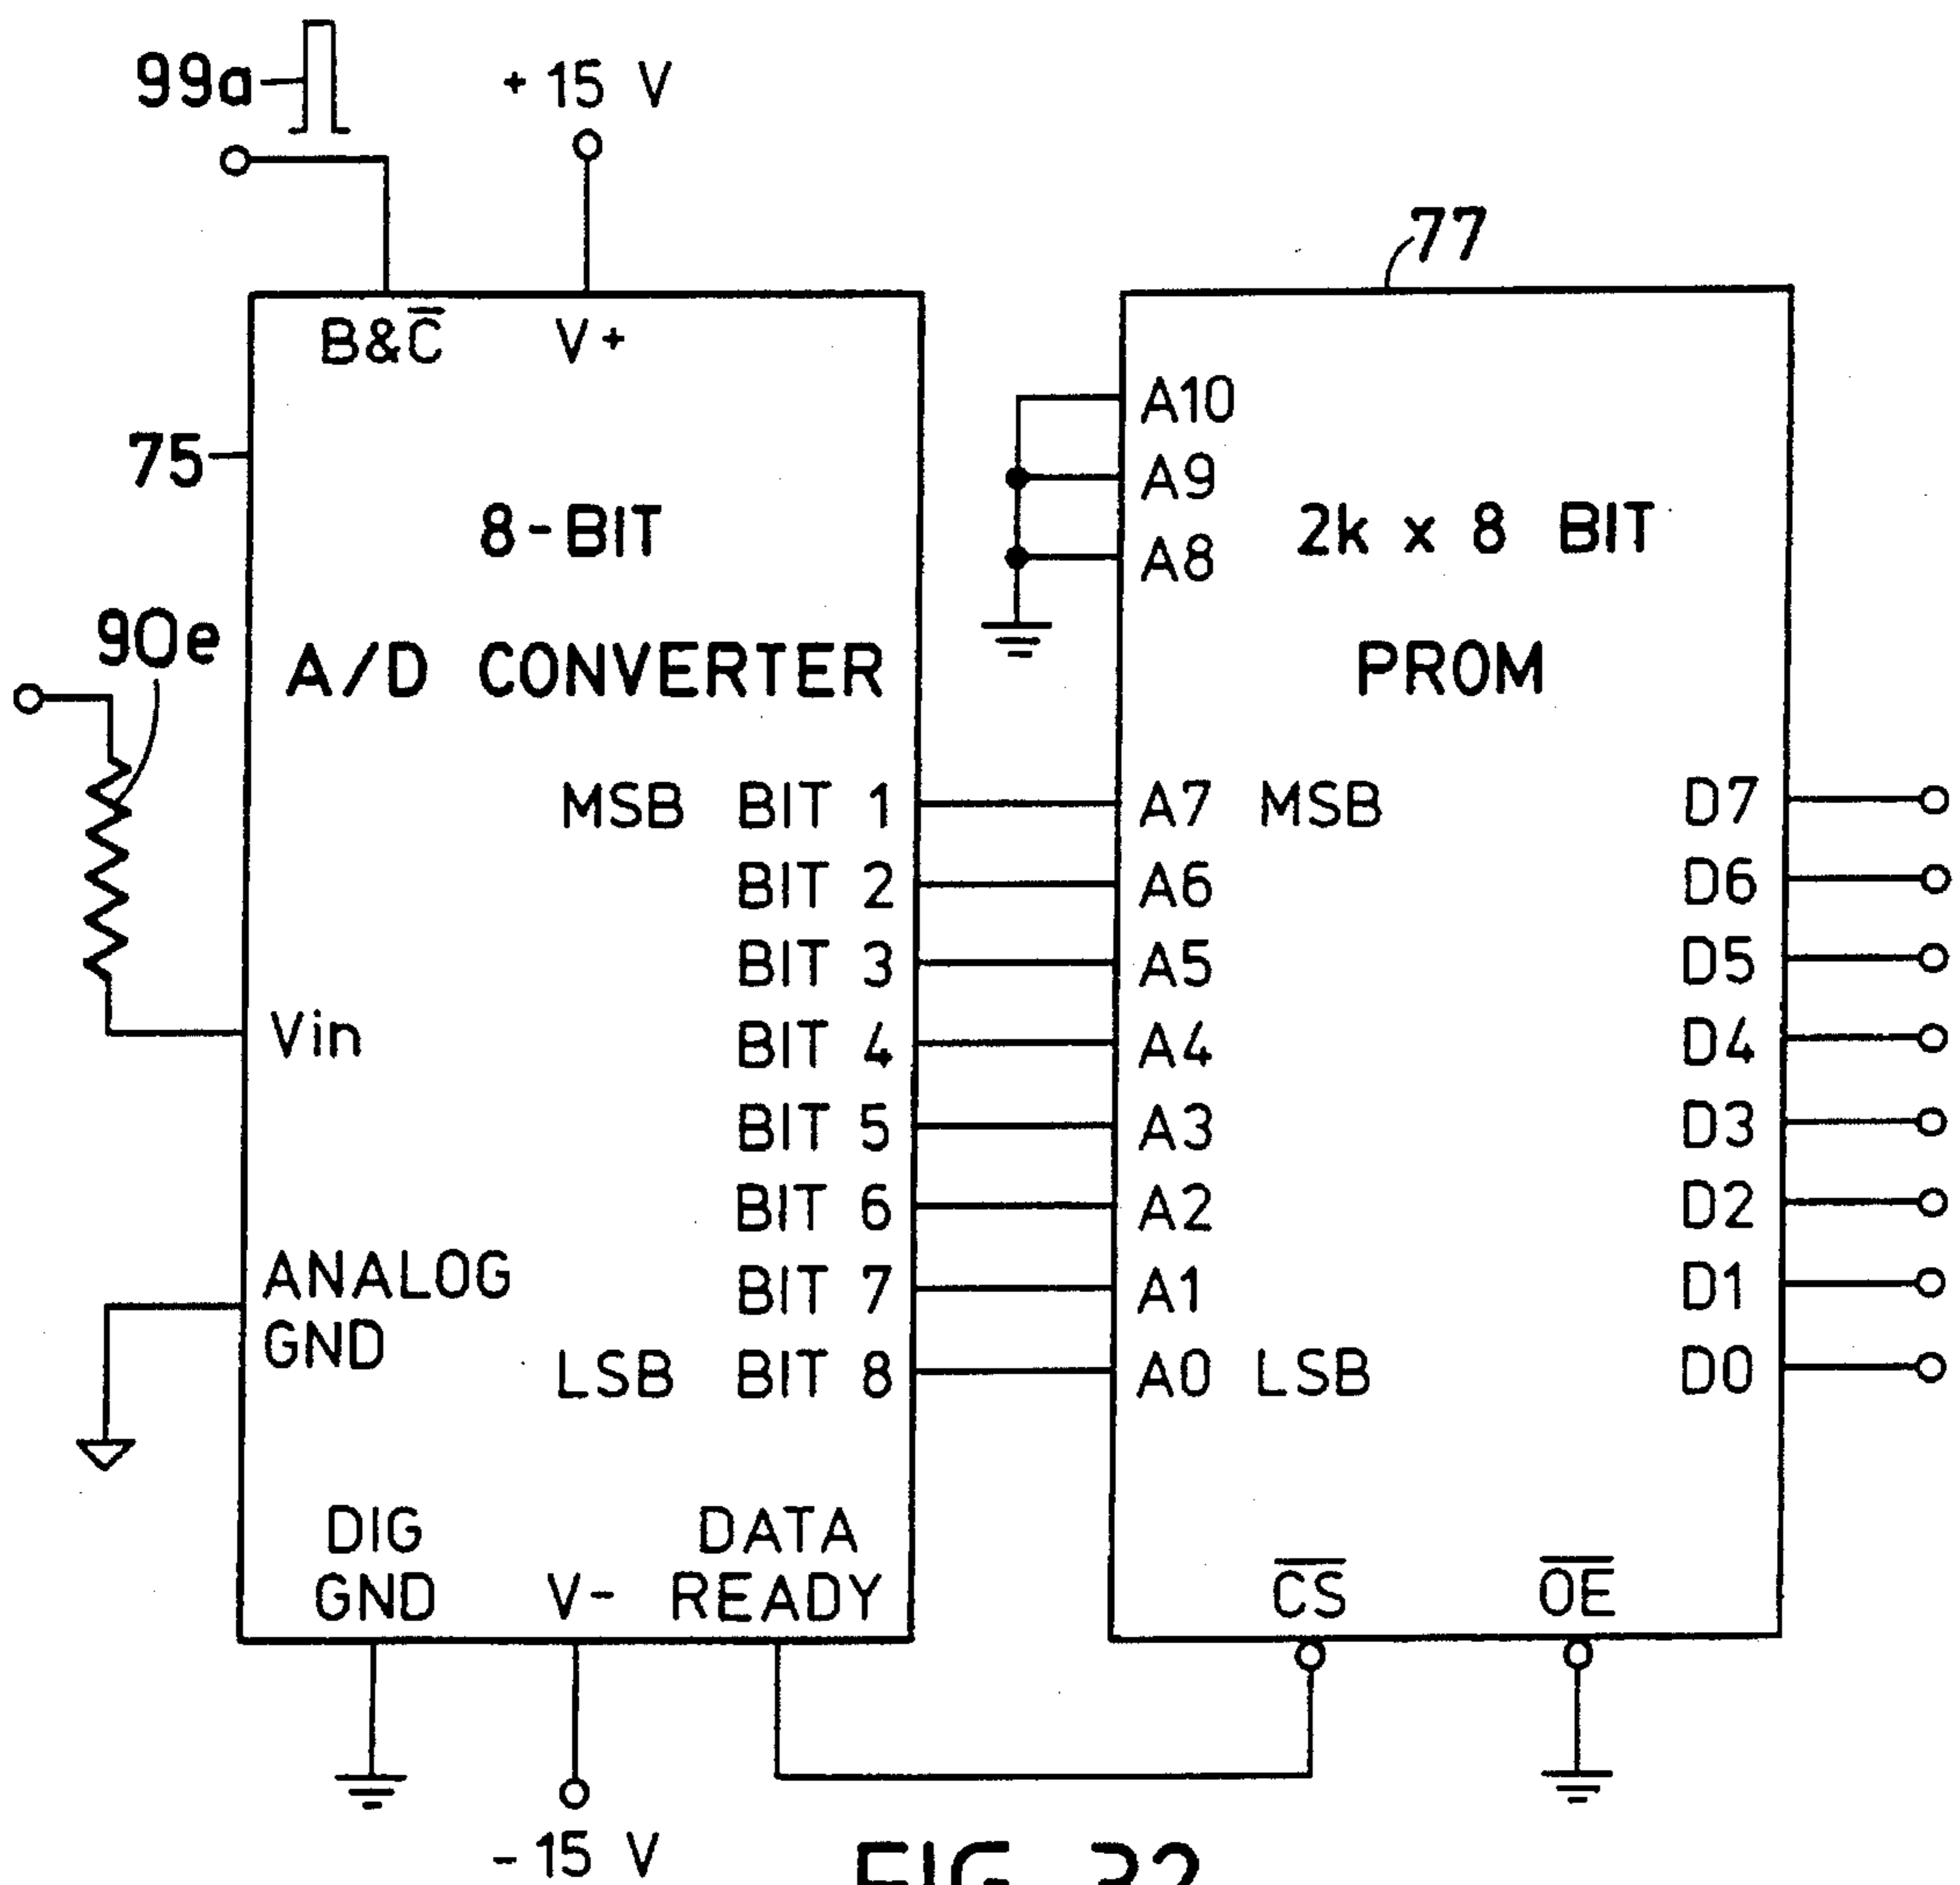 99a
+15 V
77
B&C̅
V+
A10
75
A9
8-BIT
2k x 8 BIT
A8
90e
A/D CONVERTER
PROM
MSB BIT 1
A7 MSB
D7
BIT 2
A6
D6
BIT 3
A5
D5
Vin
BIT 4
A4
D4
BIT 5
A3
D3
BIT 6
A2
D2
ANALOG
GND
BIT 7
A1
D1
LSB BIT 8
A0 LSB
D0
DIG
GND
V-
DATA
READY
C̅S̅
O̅E̅
-15 V
FIG